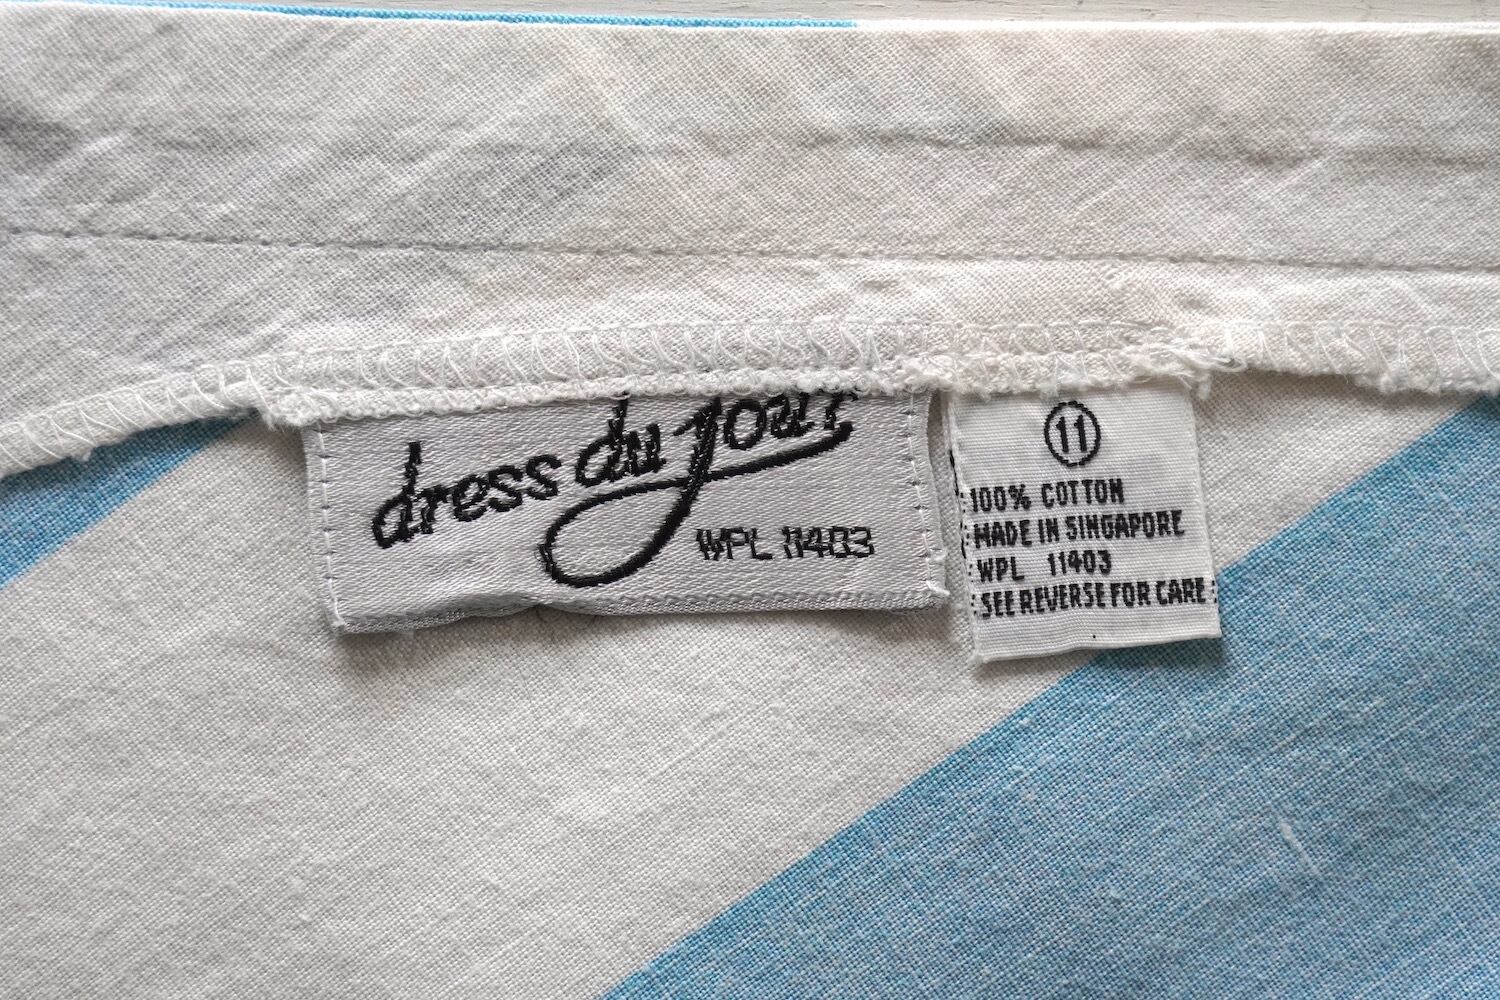 dress du jour
WPL 11403
11
100% COTTON
MADE IN SINGAPORE
WPL 11403
SEE REVERSE FOR CARE